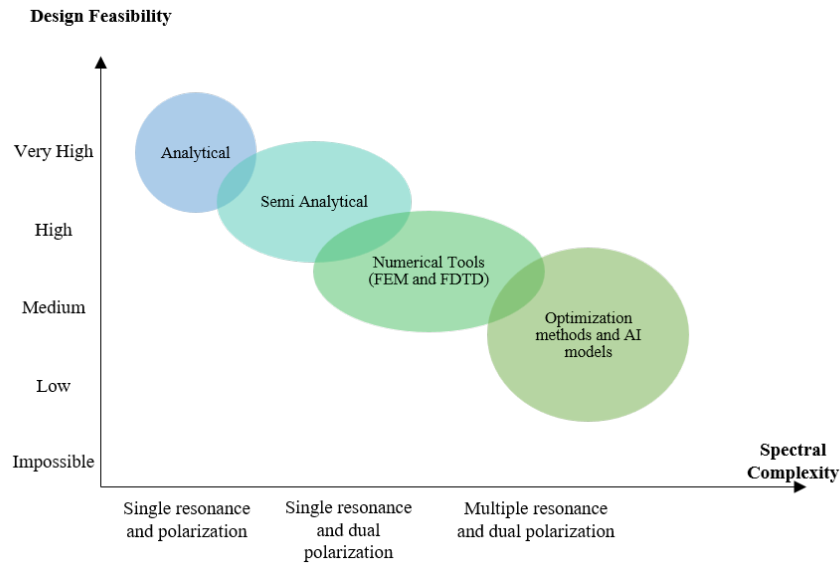 Design Feasibility
Very High
High
Medium
Low
Impossible
Analytical
Semi Analytical
Numerical Tools
(FEM and FDTD)
Optimization
methods and AI
models
Spectral
Complexity
Single resonance
and polarization
Single resonance
and dual
polarization
Multiple resonance
and dual polarization